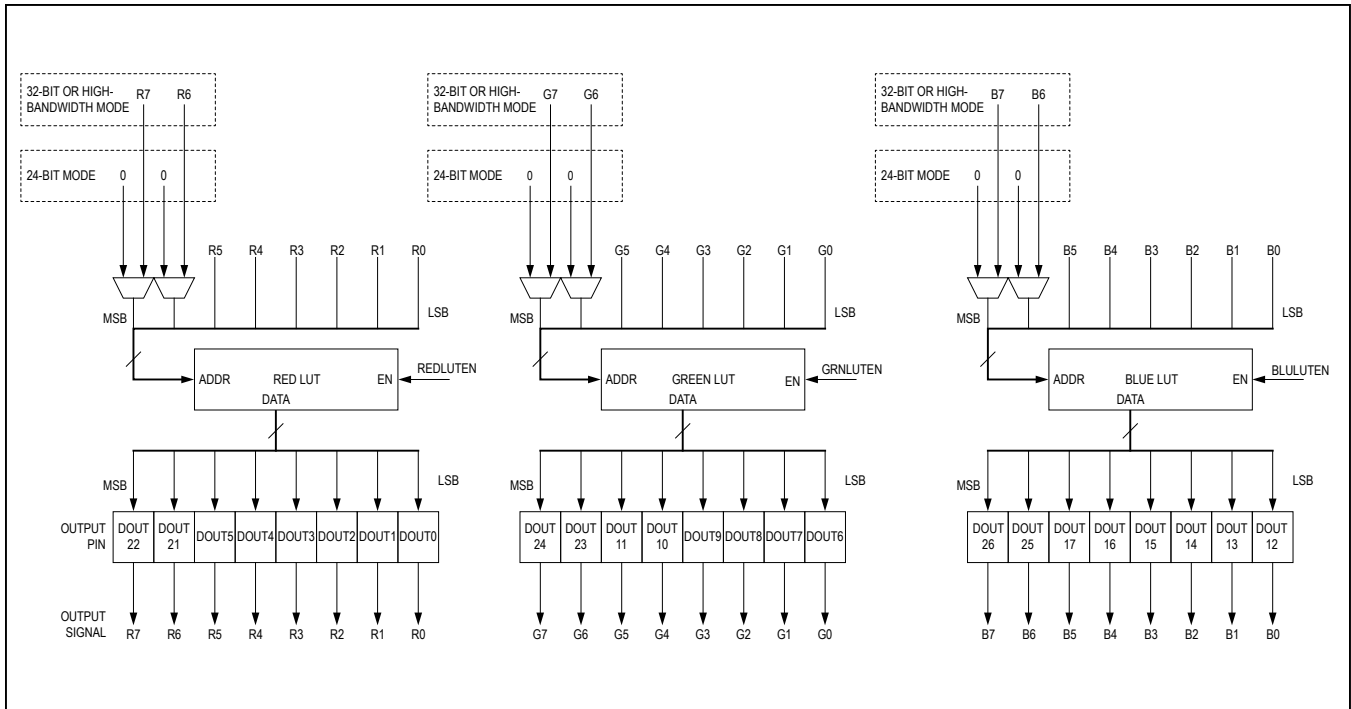 32-BIT OR HIGH-
BANDWIDTH MODE
R7 R6
24-BIT MODE 0 0
R5 R4 R3 R2 R1 R0
MSB LSB
ADDR RED LUT EN
REDLUTEN
DATA
MSB LSB
OUTPUT
PIN
DOUT
22
DOUT
21
DOUT5
DOUT4
DOUT3
DOUT2
DOUT1
DOUT0
OUTPUT
SIGNAL
R7 R6 R5 R4 R3 R2 R1 R0
32-BIT OR HIGH-
BANDWIDTH MODE
G7 G6
24-BIT MODE 0 0
G5 G4 G3 G2 G1 G0
MSB LSB
ADDR GREEN LUT EN
GRNLUTEN
DATA
MSB LSB
DOUT
24
DOUT
23
DOUT
11
DOUT
10
DOUT9
DOUT8
DOUT7
DOUT6
G7 G6 G5 G4 G3 G2 G1 G0
32-BIT OR HIGH-
BANDWIDTH MODE
B7 B6
24-BIT MODE 0 0
B5 B4 B3 B2 B1 B0
MSB LSB
ADDR BLUE LUT EN
BLULUTEN
DATA
MSB LSB
DOUT
26
DOUT
25
DOUT
17
DOUT
16
DOUT
15
DOUT
14
DOUT
13
DOUT
12
B7 B6 B5 B4 B3 B2 B1 B0